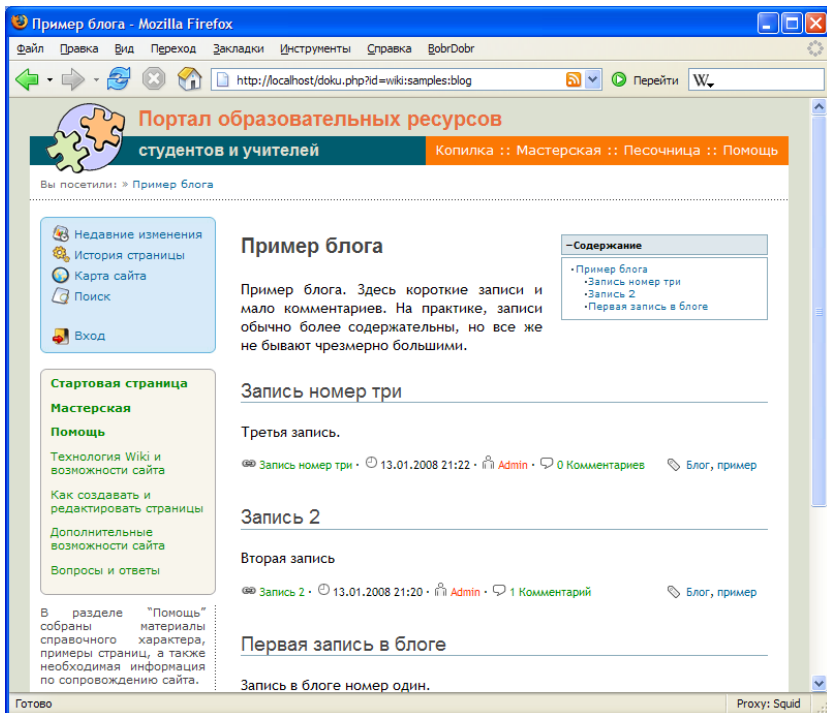 Пример блога - Mozilla Firefox
Файл Правка Вид Переход Закладки Инструменты Справка BobrDobr
http://localhost/doku.php?id=wiki:samples:blog Перейти W.
Портал образовательных ресурсов
студентов и учителей
Копилка :: Мастерская :: Песочница :: Помощь
Вы посетили: » Пример блога
Недавние изменения
История страницы
Карта сайта
Поиск
Вход
Стартовая страница
Мастерская
Помощь
Технология Wiki и
возможности сайта
Как создавать и
редактировать страницы
Дополнительные
возможности сайта
Вопросы и ответы
В разделе "Помощь"
собраны материалы
справочного характера,
примеры страниц, а также
необходимая информация
по сопровождению сайта.
Пример блога
Пример блога. Здесь короткие записи и
мало комментариев. На практике, записи
обычно более содержательны, но все же
не бывают чрезмерно большими.
−Содержание
·Пример блога
·Запись номер три
·Запись 2
·Первая запись в блоге
Запись номер три
Третья запись.
Запись номер три · 13.01.2008 21:22 · Admin · 0 Комментариев Блог, пример
Запись 2
Вторая запись
Запись 2 · 13.01.2008 21:20 · Admin · 1 Комментарий Блог, пример
Первая запись в блоге
Запись в блоге номер один.
Готово
Proxy: Squid